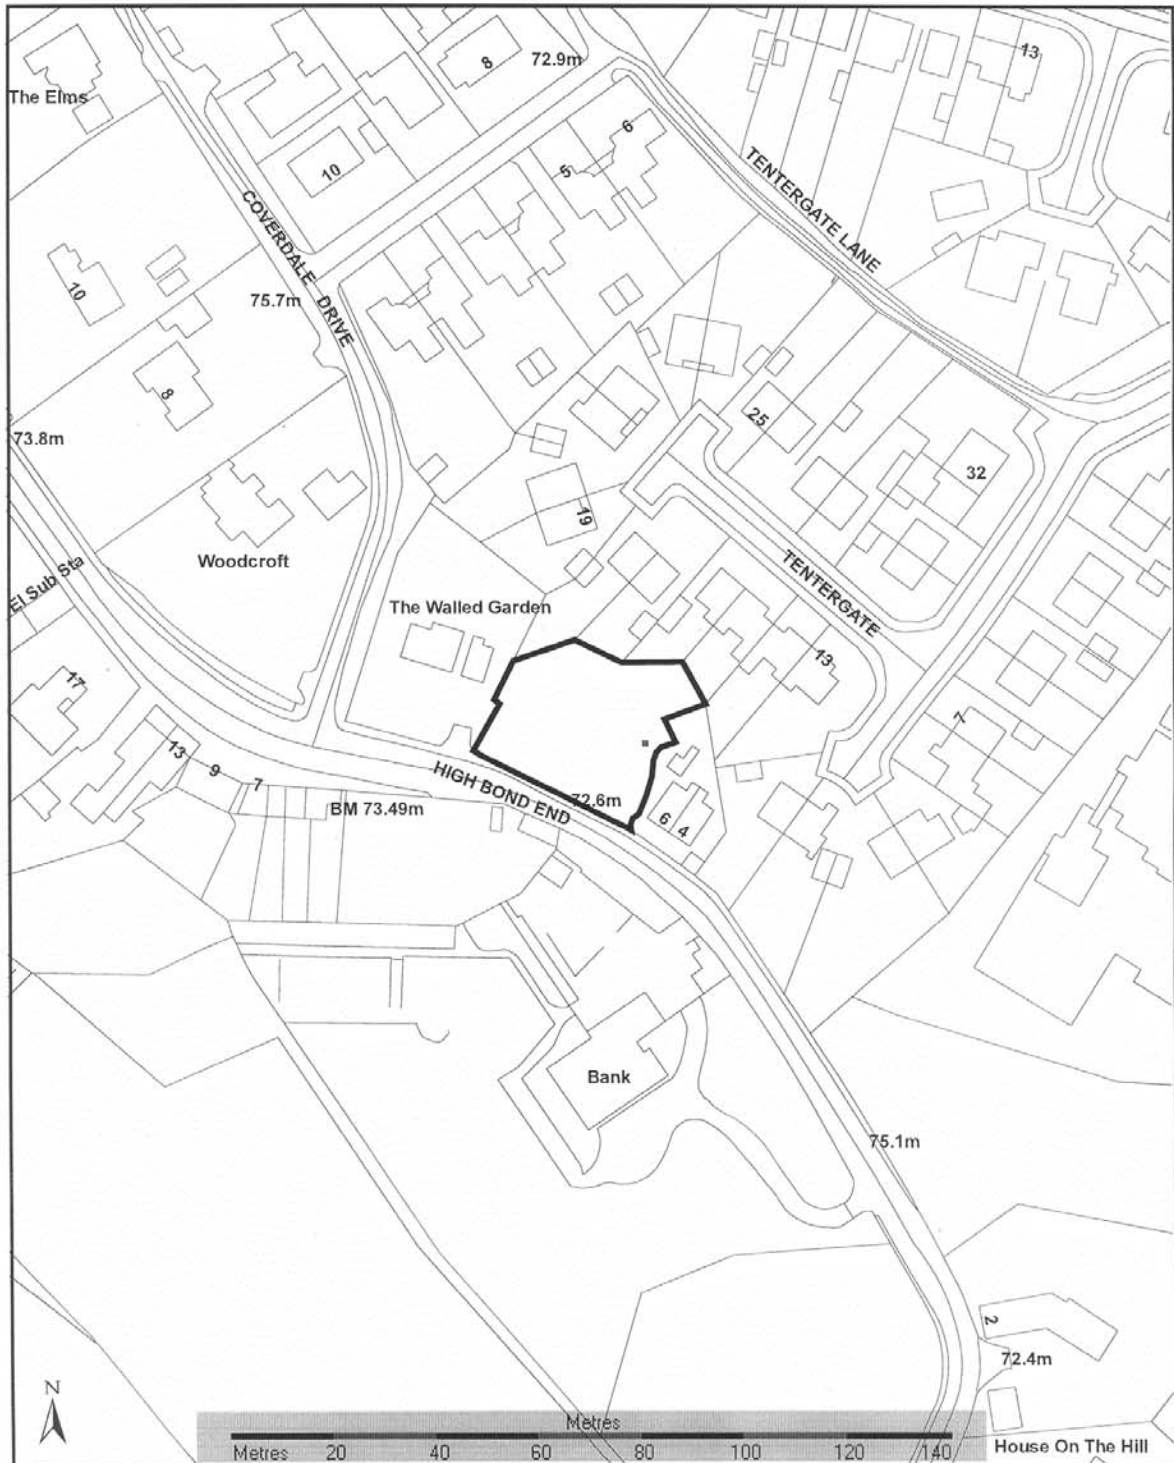 8
72.9m
13
The Elms
6
10
5
TENTERGATE LANE
COVERDALE DRIVE
10
75.7m
8
25
73.8m
32
19
Woodcroft
El Sub Sta
TENTERGATE
The Walled Garden
13
17
7
13
9
7
HIGH BOND END
72.6m
BM 73.49m
6
4
Bank
75.1m
2
72.4m
N
Metres
Metres 20 40 60 80 100 120 140
House On The Hill